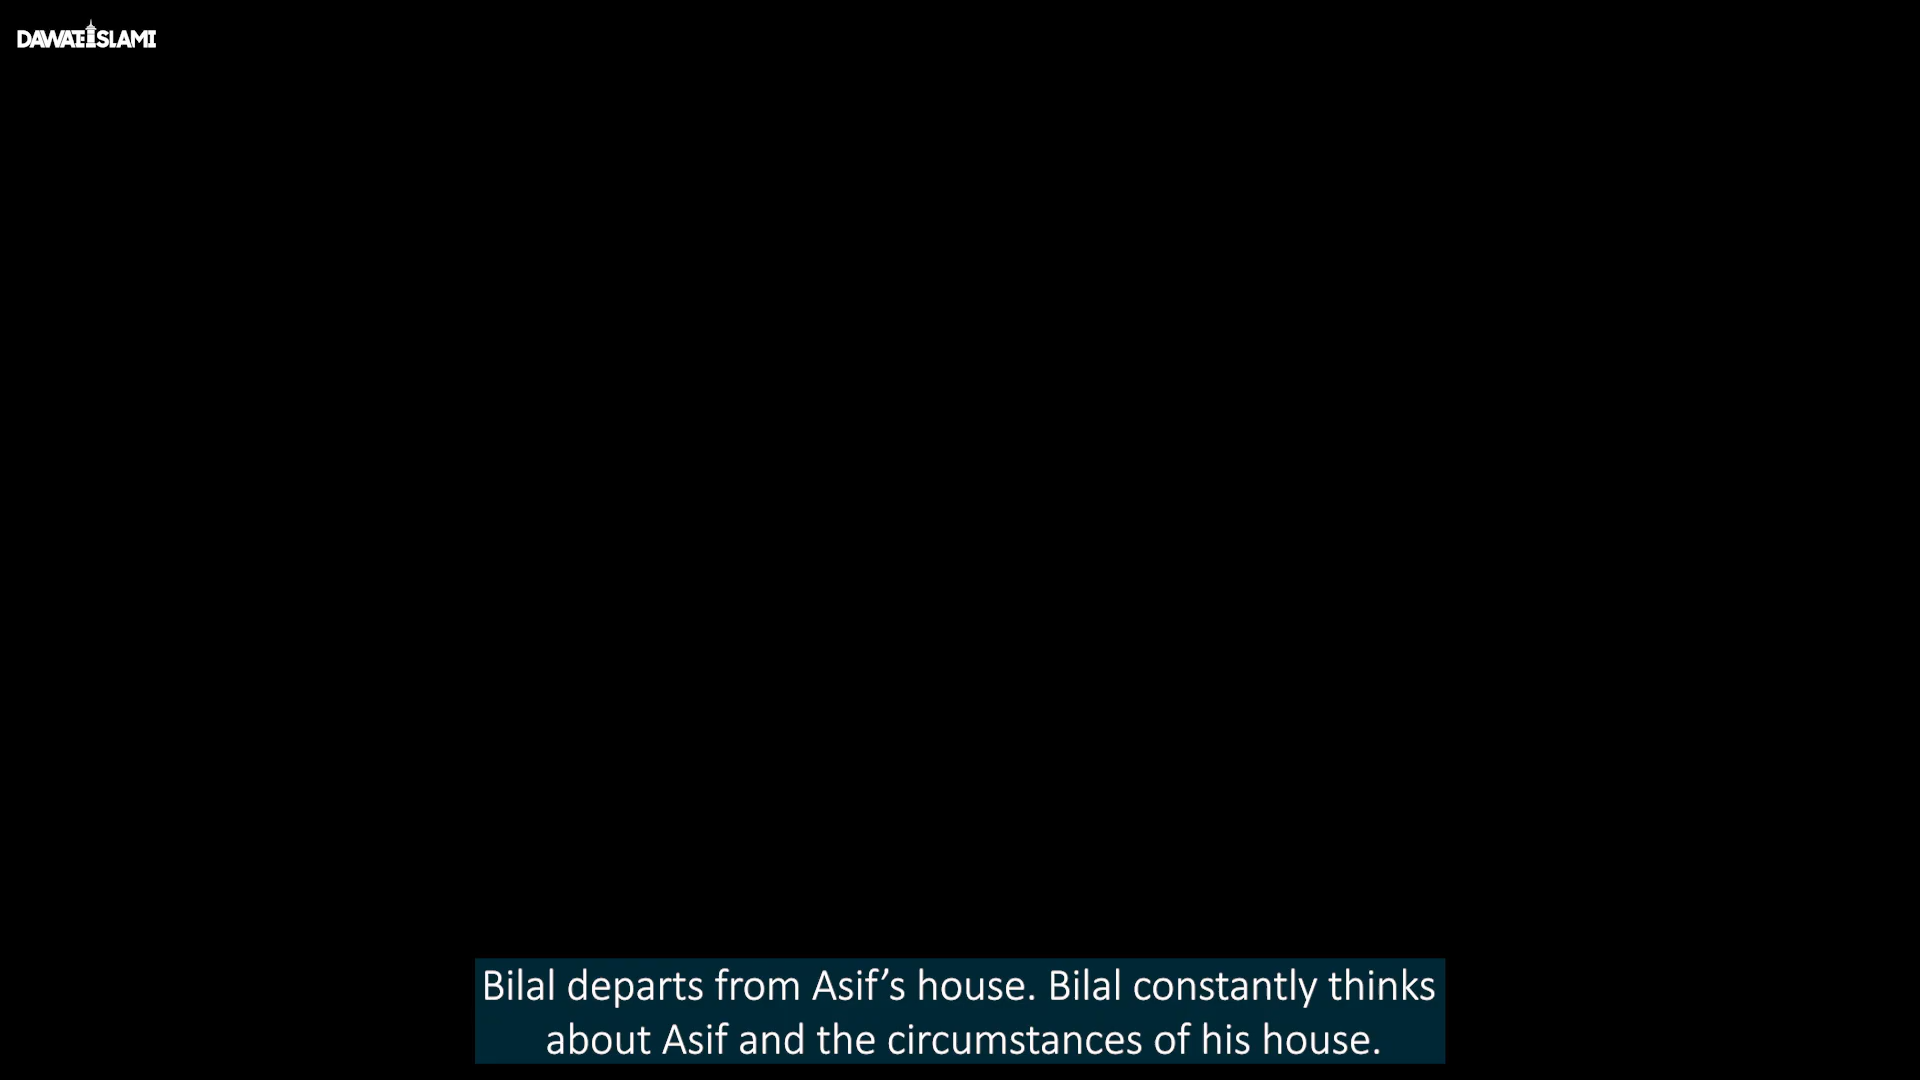 DAWATEISLAMI
Bilal departs from Asif’s house. Bilal constantly thinks
about Asif and the circumstances of his house.